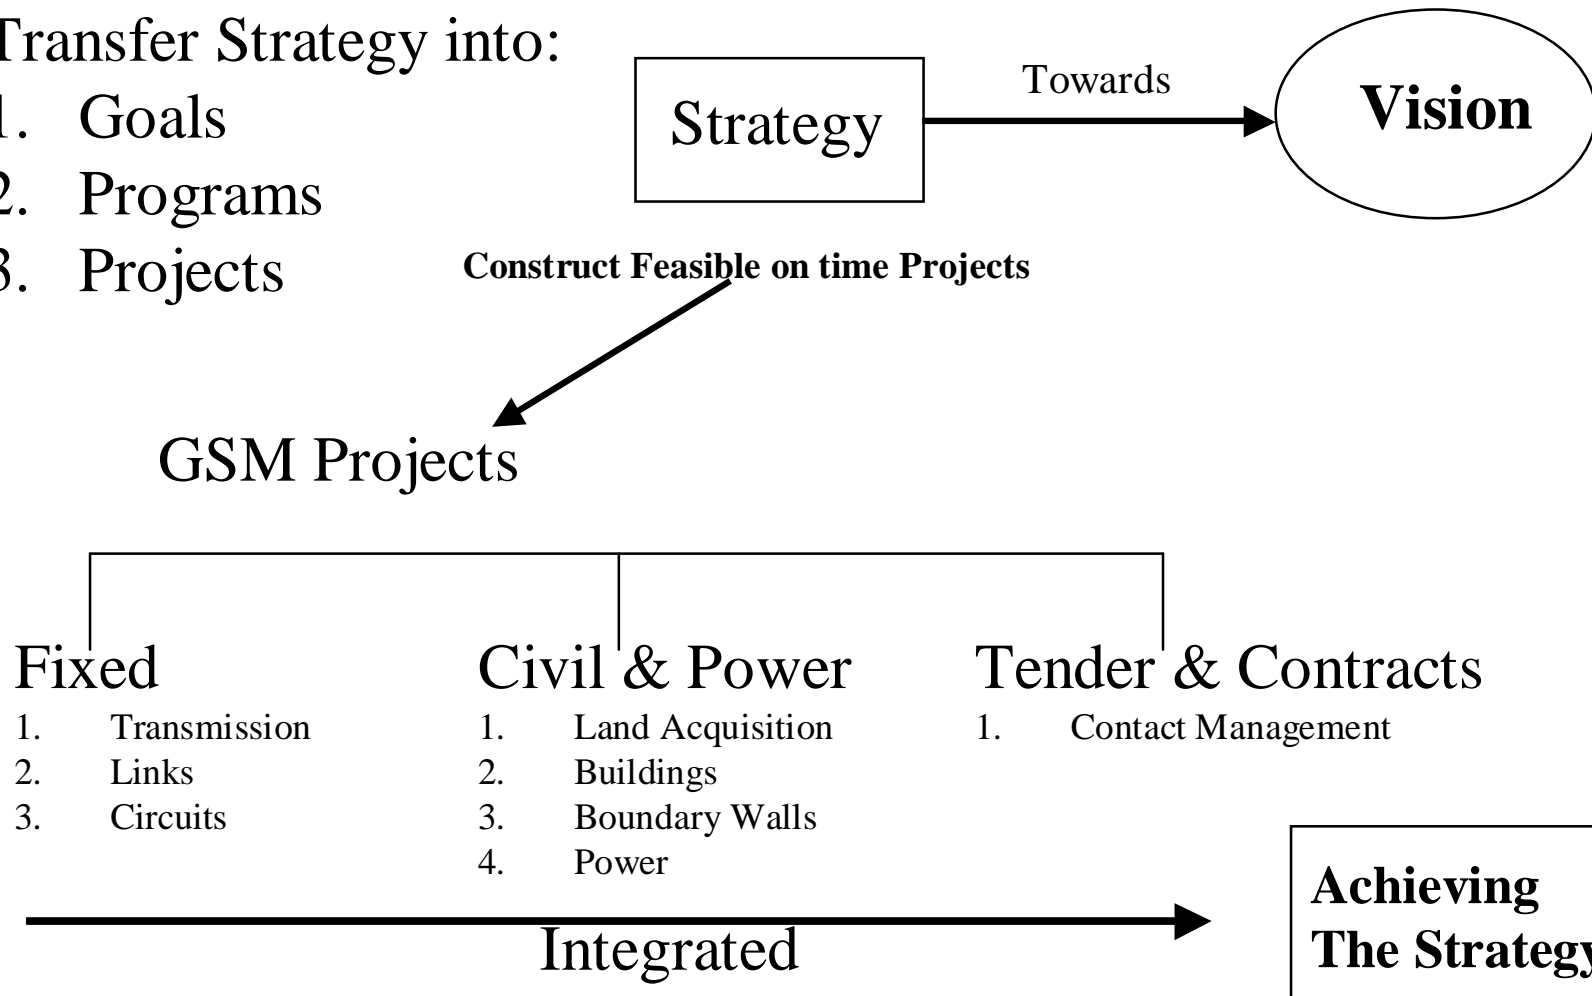 Transfer Strategy into:
1. Goals
2. Programs
3. Projects
Strategy
Towards
Vision
Construct Feasible on time Projects
GSM Projects
Fixed
1. Transmission
2. Links
3. Circuits
Civil & Power
1. Land Acquisition
2. Buildings
3. Boundary Walls
4. Power
Tender & Contracts
1. Contact Management
Integrated
Achieving
The Strategy